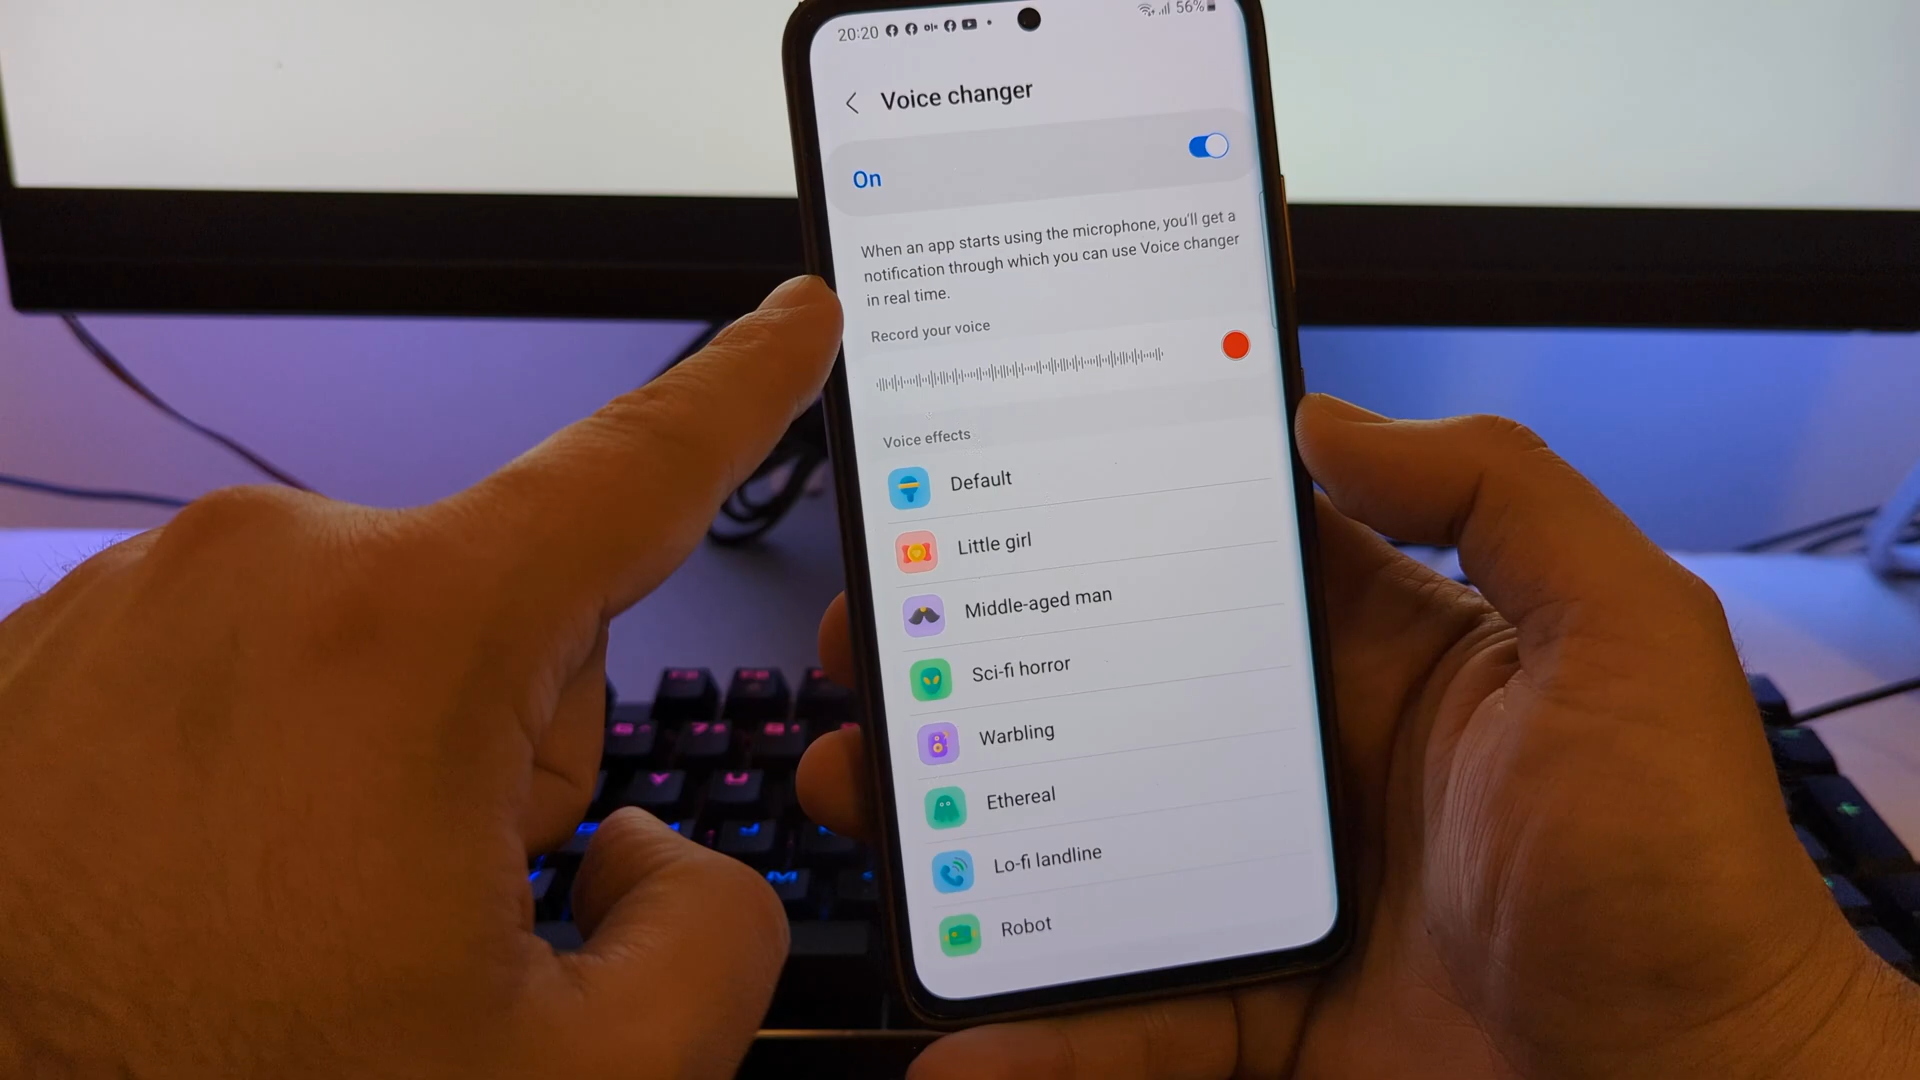 20:20
56%
Voice changer
On
When an app starts using the microphone, you'll get a
notification through which you can use Voice changer
in real time.
Record your voice
Voice effects
Default
Little girl
Middle-aged man
Sci-fi horror
Warbling
Ethereal
Lo-fi landline
Robot